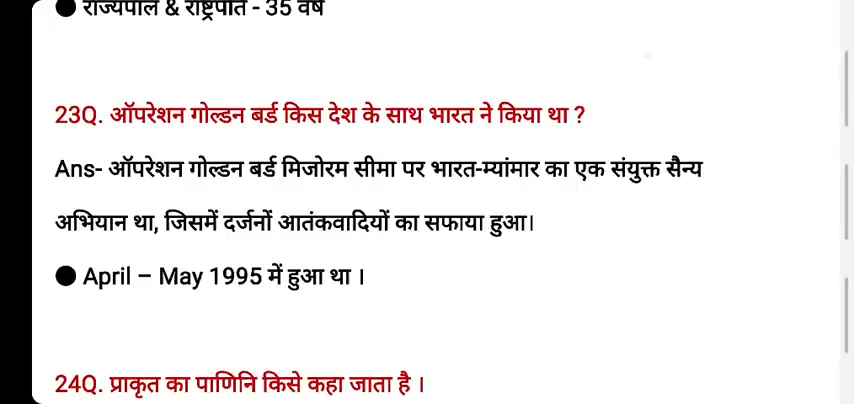 ● राज्यपाल & राष्ट्रपति - 35 वर्ष
23Q. ऑपरेशन गोल्डन बर्ड किस देश के साथ भारत ने किया था ?
Ans- ऑपरेशन गोल्डन बर्ड मिजोरम सीमा पर भारत-म्यांमार का एक संयुक्त सैन्य
अभियान था, जिसमें दर्जनों आतंकवादियों का सफाया हुआ।
● April – May 1995 में हुआ था ।
24Q. प्राकृत का पाणिनि किसे कहा जाता है ।